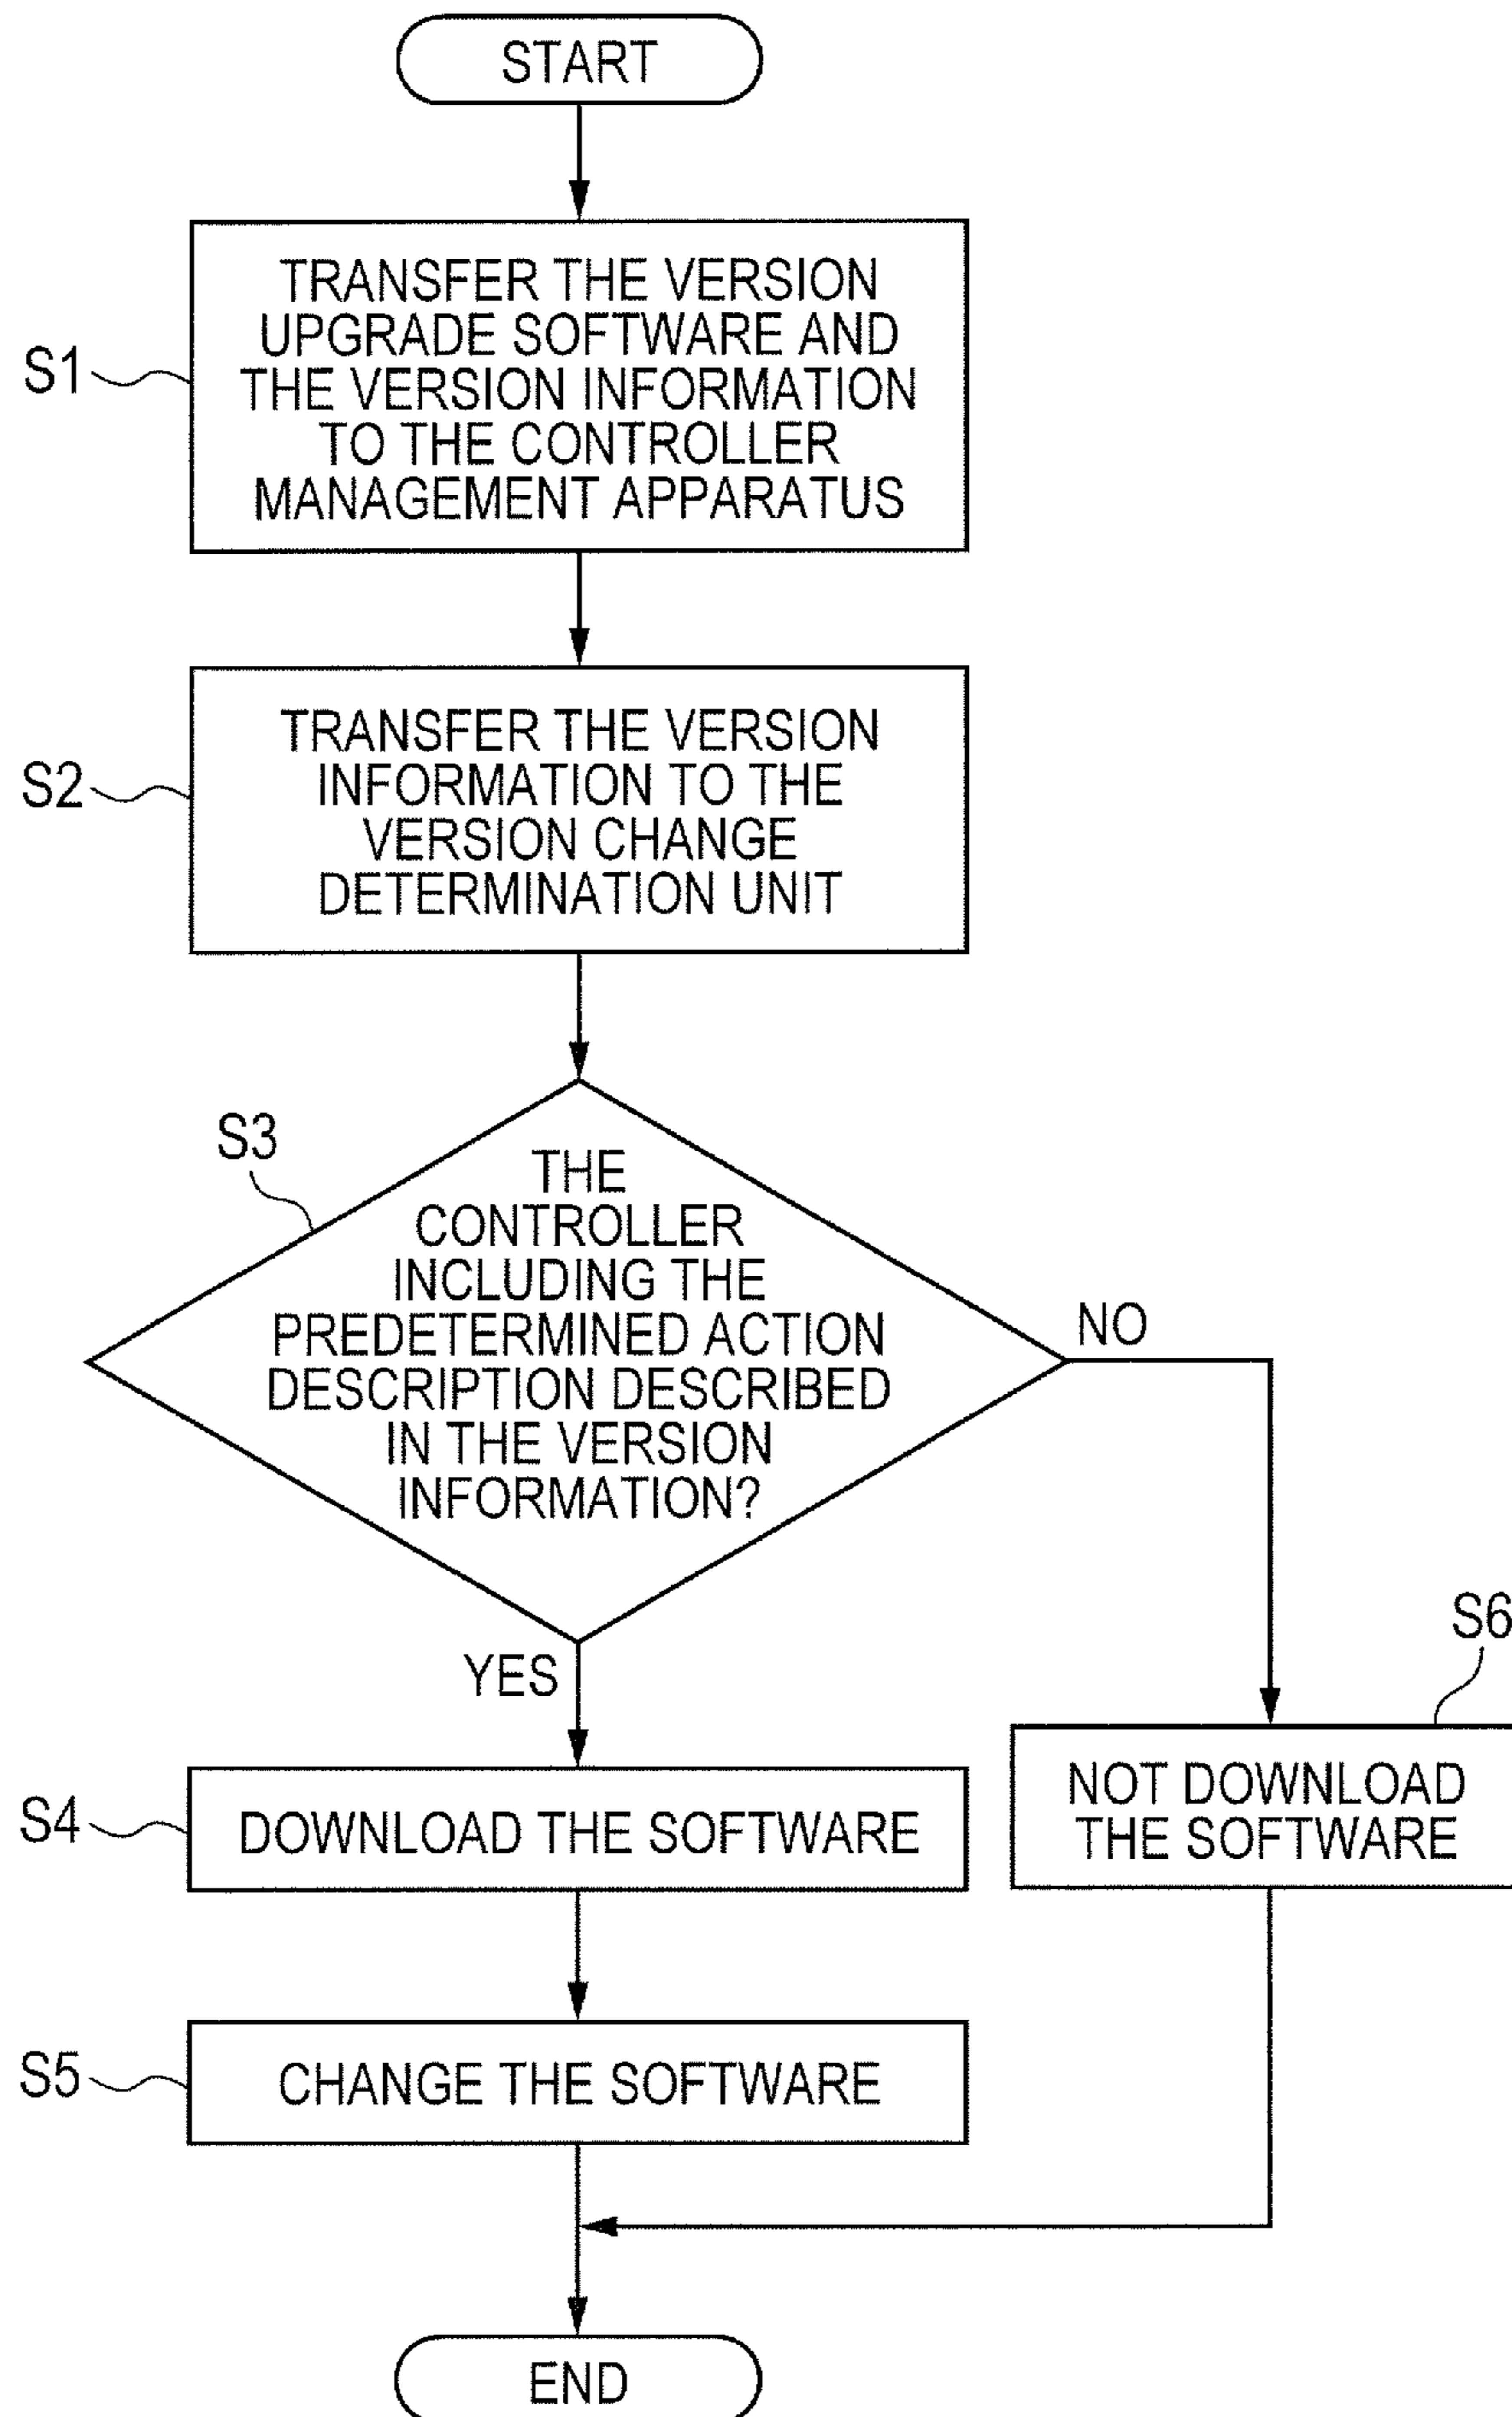 START
S1
TRANSFER THE VERSION
UPGRADE SOFTWARE AND
THE VERSION INFORMATION
TO THE CONTROLLER
MANAGEMENT APPARATUS
S2
TRANSFER THE VERSION
INFORMATION TO THE
VERSION CHANGE
DETERMINATION UNIT
S3
THE
CONTROLLER
INCLUDING THE
PREDETERMINED ACTION
DESCRIPTION DESCRIBED
IN THE VERSION
INFORMATION?
NO
YES
S4
DOWNLOAD THE SOFTWARE
S6
NOT DOWNLOAD
THE SOFTWARE
S5
CHANGE THE SOFTWARE
END